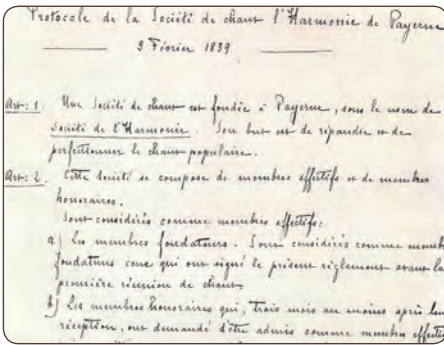 Protocole de la Société de chant l'Harmonie de Payerne
3 Février 1839
Art: 1. Une Société de chant est fondée à Payerne, sous le nom de
Société de l'Harmonie. Son but est de répandre et de
perfectionner le chant populaire.
Art: 2. Cette Société se compose de membres effectifs et de membres
honoraires.
Sont considérés comme membres effectifs:
a) Les membres fondateurs. Sont considérés comme memb
fondateurs ceux qui ont signé le présent règlement avant la
première réunion de chant.
b) Les membres honoraires qui, trois mois au moins après leu
réception, ont demandé d'être admis comme membres effecti